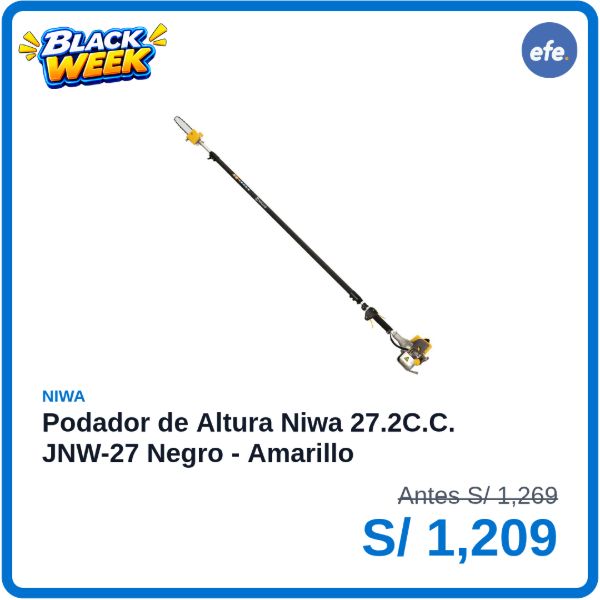 BLACK
WEEK
efe.
NIWA
Podador de Altura Niwa 27.2C.C.
JNW-27 Negro - Amarillo
Antes S/ 1,269
S/ 1,209